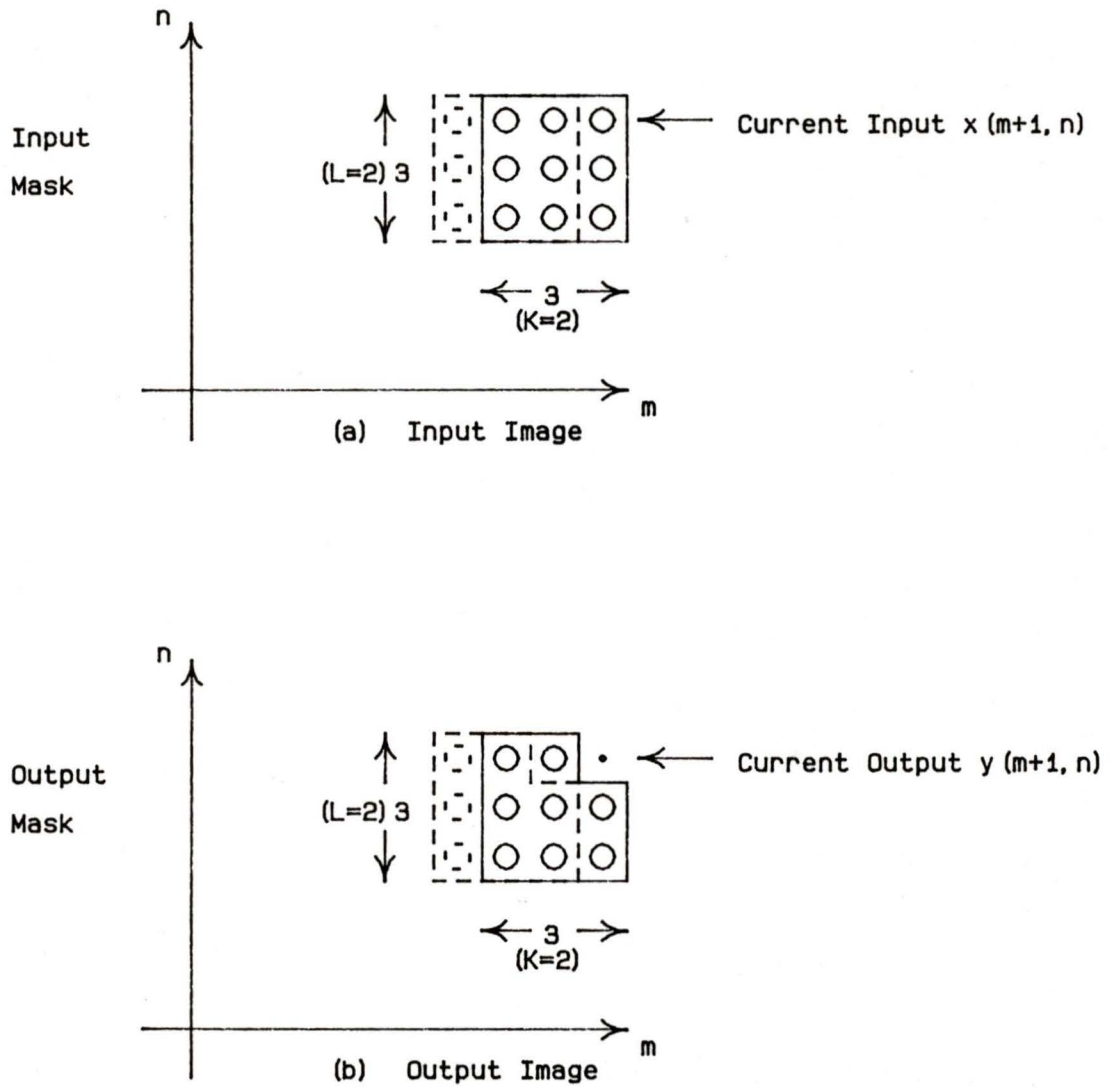 n
Input
Mask
(L=2) 3
Current Input x(m+1, n)
3
(K=2)
m
(a) Input Image
n
Output
Mask
(L=2) 3
Current Output y(m+1, n)
3
(K=2)
m
(b) Output Image